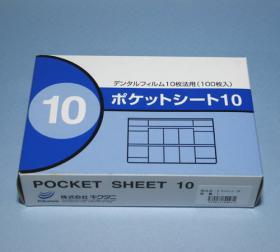 デンタルフィルム10枚法用(100枚入)
10
ポケットシート10
POCKET SHEET 10
株式会社 キクタニ